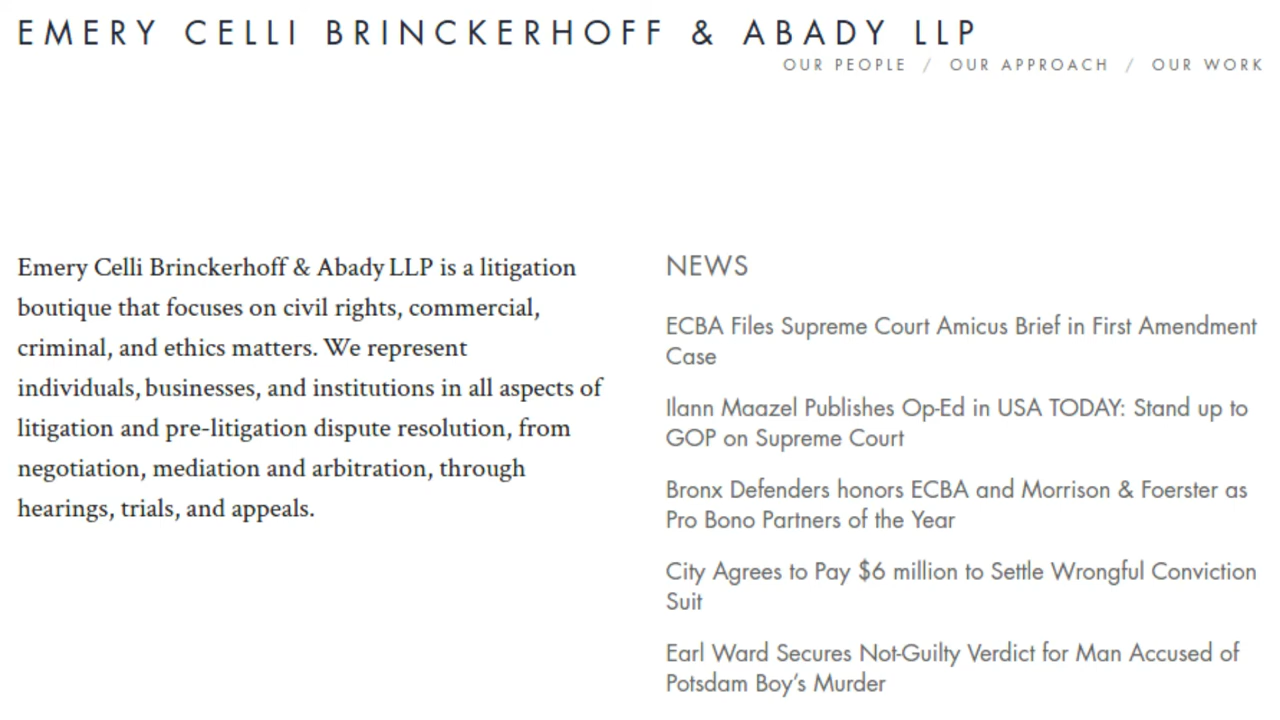 EMERY CELLI BRINCKERHOFF & ABADY LLP
OUR PEOPLE / OUR APPROACH / OUR WORK
Emery Celli Brinckerhoff & Abady LLP is a litigation
boutique that focuses on civil rights, commercial,
criminal, and ethics matters. We represent
individuals, businesses, and institutions in all aspects of
litigation and pre-litigation dispute resolution, from
negotiation, mediation and arbitration, through
hearings, trials, and appeals.
NEWS
ECBA Files Supreme Court Amicus Brief in First Amendment
Case
Ilann Maazel Publishes Op-Ed in USA TODAY: Stand up to
GOP on Supreme Court
Bronx Defenders honors ECBA and Morrison & Foerster as
Pro Bono Partners of the Year
City Agrees to Pay $6 million to Settle Wrongful Conviction
Suit
Earl Ward Secures Not-Guilty Verdict for Man Accused of
Potsdam Boy's Murder